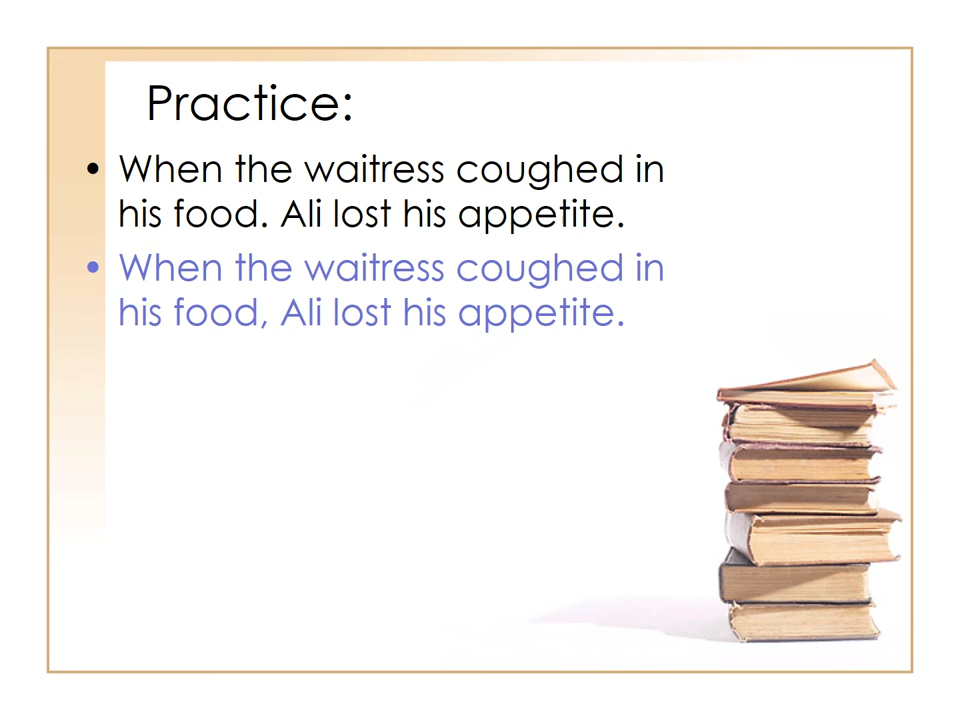 Practice:
• When the waitress coughed in
his food. Ali lost his appetite.
• When the waitress coughed in
his food, Ali lost his appetite.